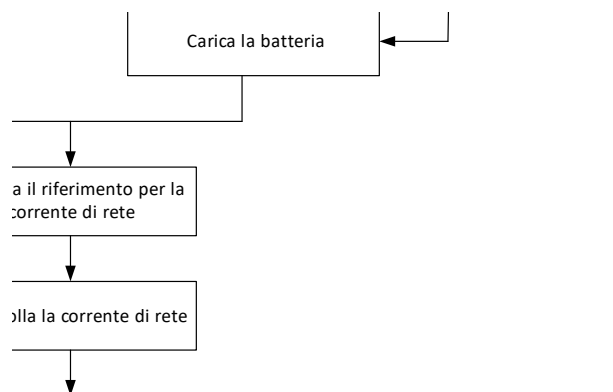 Carica la batteria
a il riferimento per la
corrente di rete
olla la corrente di rete